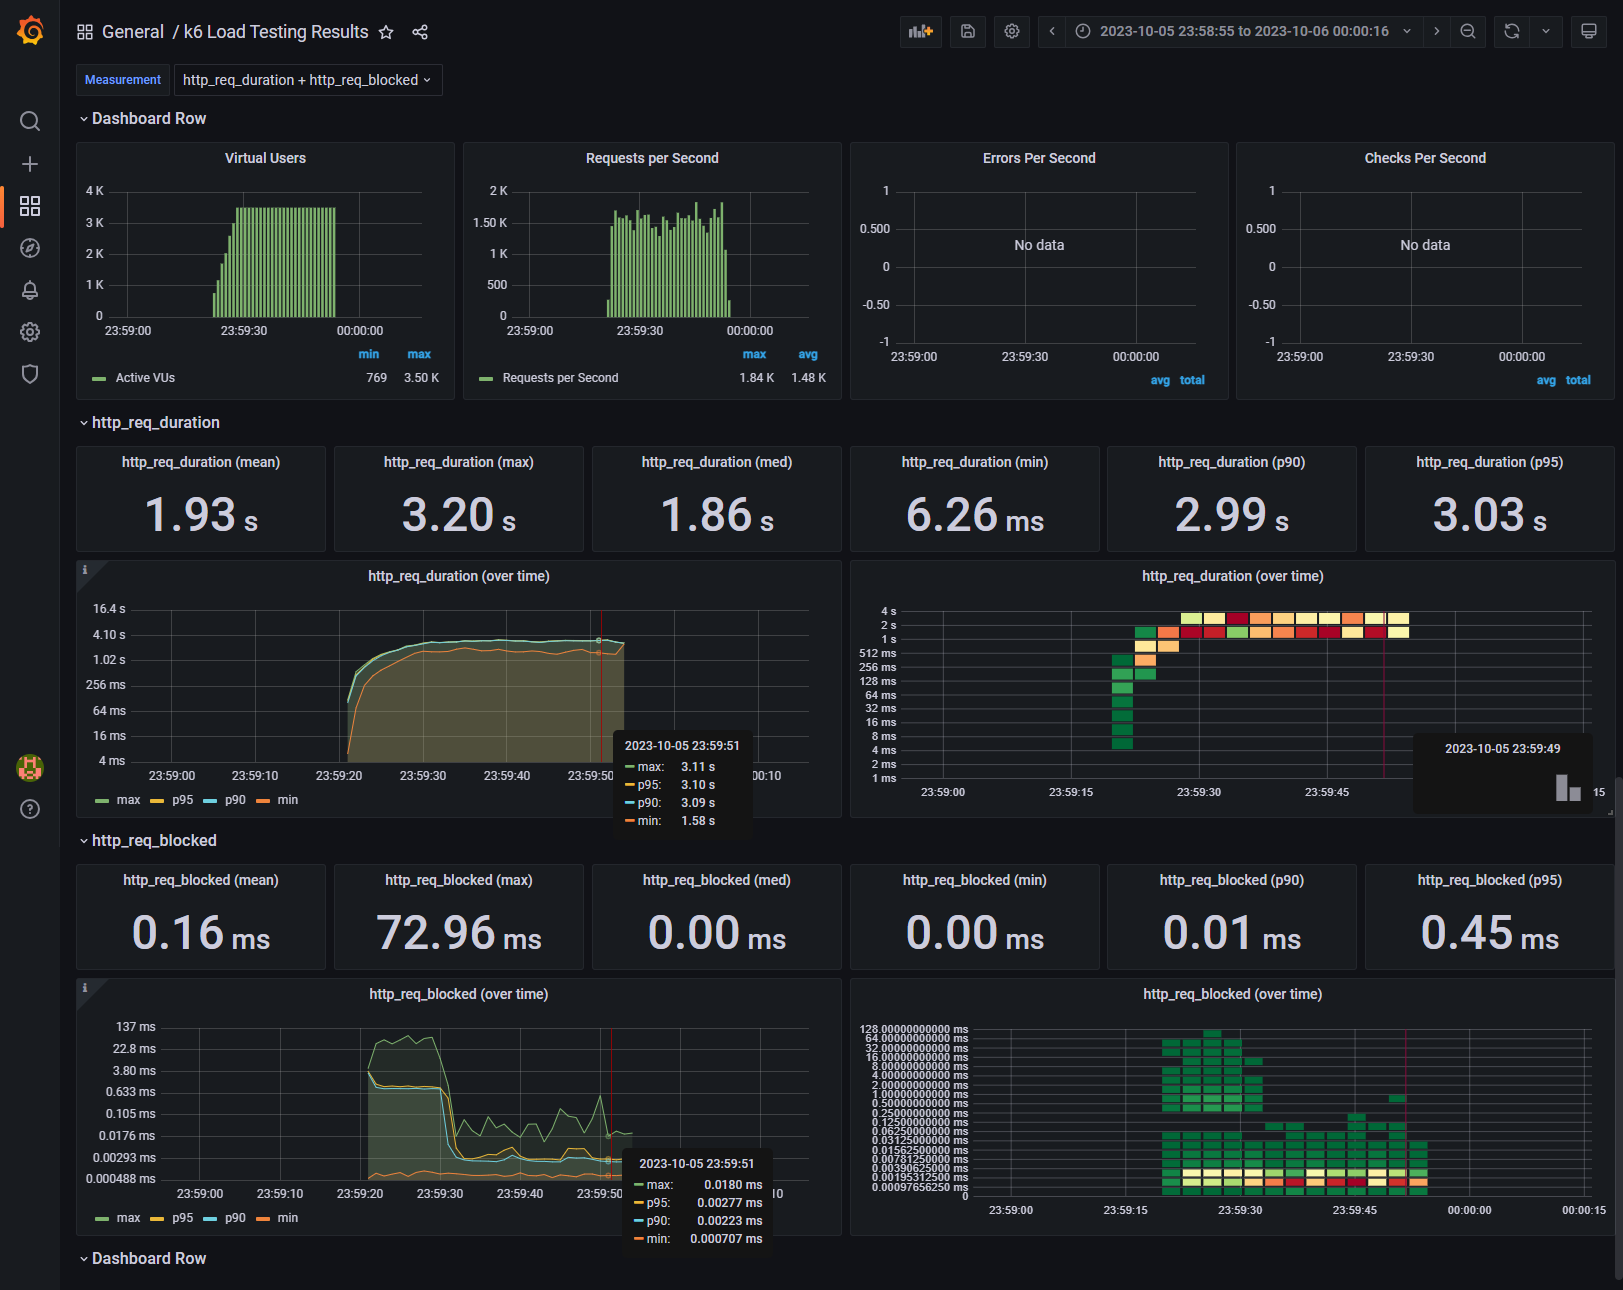 General / k6 Load Testing Results
2023-10-05 23:58:55 to 2023-10-06 00:00:16
Measurement
http_req_duration + http_req_blocked
Dashboard Row
Virtual Users
4 K
3 K
2 K
1 K
0
23:59:00 23:59:30 00:00:00
min max
Active VUs 769 3.50 K
Requests per Second
2 K
1.50 K
1 K
500
0
23:59:00 23:59:30 00:00:00
max avg
Requests per Second 1.84 K 1.48 K
Errors Per Second
1
0.500
0
-0.50
-1
No data
23:59:00 23:59:30 00:00:00
avg total
Checks Per Second
1
0.500
0
-0.50
-1
No data
23:59:00 23:59:30 00:00:00
avg total
http_req_duration
http_req_duration (mean)
1.93 s
http_req_duration (max)
3.20 s
http_req_duration (med)
1.86 s
http_req_duration (min)
6.26 ms
http_req_duration (p90)
2.99 s
http_req_duration (p95)
3.03 s
http_req_duration (over time)
16.4 s
4.10 s
1.02 s
256 ms
64 ms
16 ms
4 ms
23:59:00 23:59:10 23:59:20 23:59:30 23:59:40 23:59:50 00:10
max p95 p90 min
2023-10-05 23:59:51
max: 3.11 s
p95: 3.10 s
p90: 3.09 s
min: 1.58 s
http_req_duration (over time)
4 s
2 s
1 s
512 ms
256 ms
128 ms
64 ms
32 ms
16 ms
8 ms
4 ms
2 ms
1 ms
23:59:00 23:59:15 23:59:30 23:59:45 15
2023-10-05 23:59:49
http_req_blocked
http_req_blocked (mean)
0.16 ms
http_req_blocked (max)
72.96 ms
http_req_blocked (med)
0.00 ms
http_req_blocked (min)
0.00 ms
http_req_blocked (p90)
0.01 ms
http_req_blocked (p95)
0.45 ms
http_req_blocked (over time)
137 ms
22.8 ms
3.80 ms
0.633 ms
0.105 ms
0.0176 ms
0.00293 ms
0.000488 ms
23:59:00 23:59:10 23:59:20 23:59:30 23:59:40 23:59:50 10
max p95 p90 min
2023-10-05 23:59:51
max: 0.0180 ms
p95: 0.00277 ms
p90: 0.00223 ms
min: 0.000707 ms
http_req_blocked (over time)
128.00000000000 ms
64.00000000000 ms
32.00000000000 ms
16.00000000000 ms
8.00000000000 ms
4.00000000000 ms
2.00000000000 ms
1.00000000000 ms
0.50000000000 ms
0.25000000000 ms
0.12500000000 ms
0.06250000000 ms
0.03125000000 ms
0.01562500000 ms
0.00781250000 ms
0.00390625000 ms
0.00195312500 ms
0.00097656250 ms
0
23:59:00 23:59:15 23:59:30 23:59:45 00:00:00 00:00:15
Dashboard Row